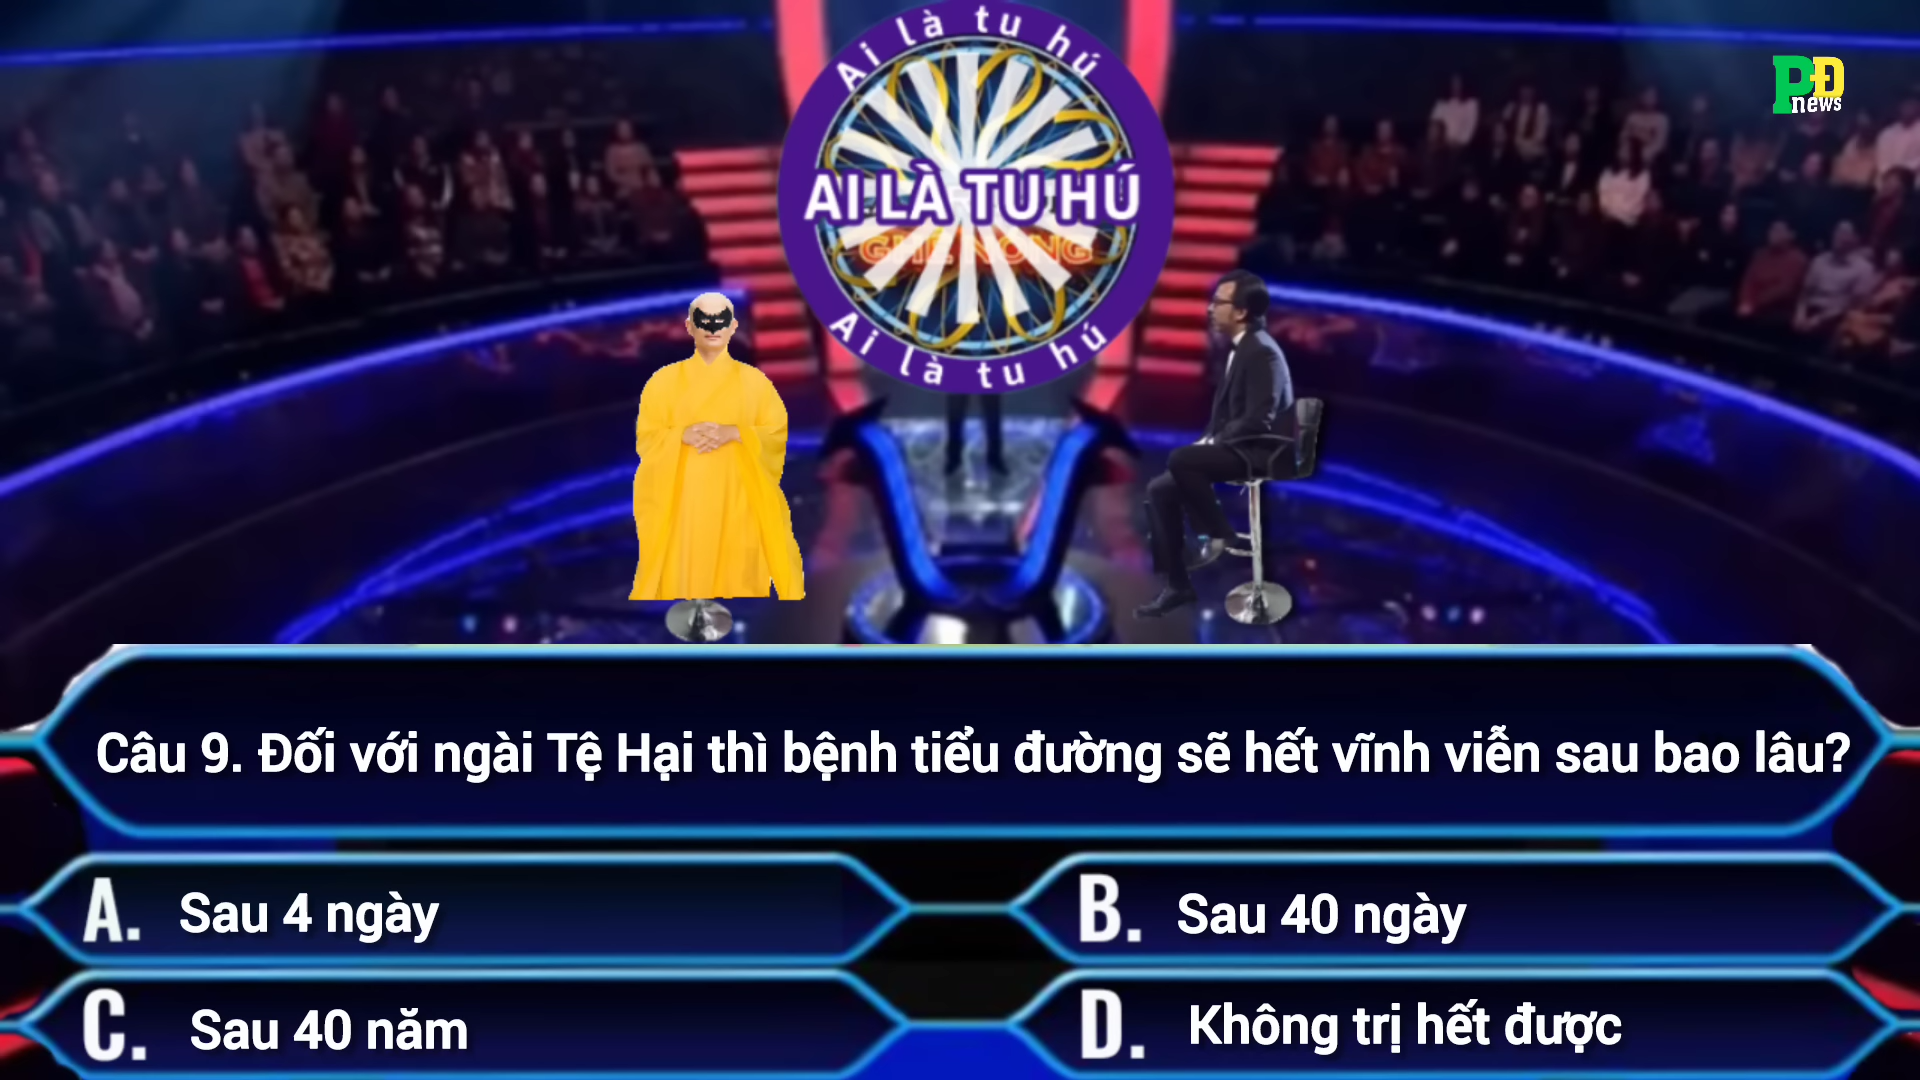 Ai là tu hú
AI LÀ TU HÚ
GHẾ NÓNG
Ai là tu hú
PĐ
news
Câu 9. Đối với ngài Tệ Hại thì bệnh tiểu đường sẽ hết vĩnh viễn sau bao lâu?
A. Sau 4 ngày
B. Sau 40 ngày
C. Sau 40 năm
D. Không trị hết được